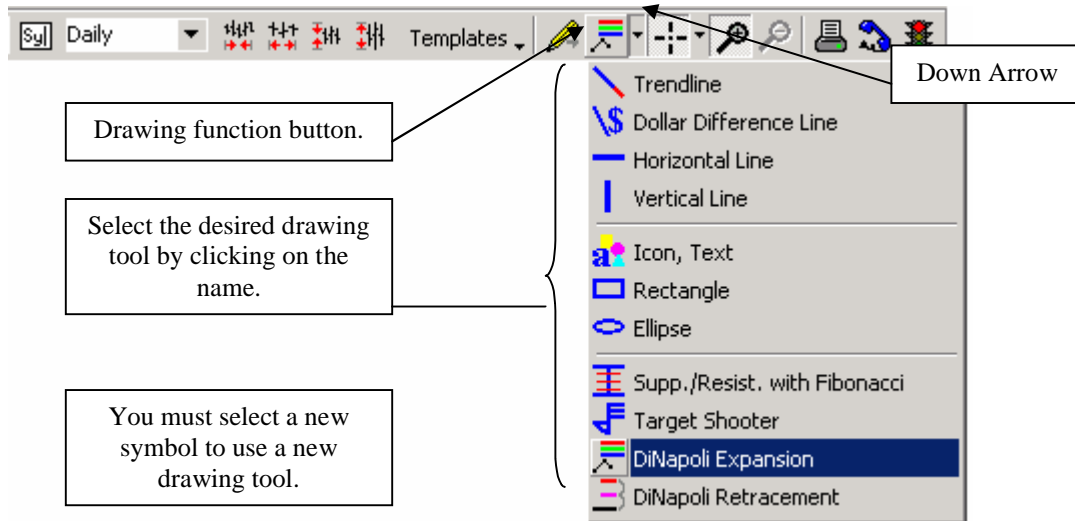 Syl Daily Templates
Down Arrow
Drawing function button.
Select the desired drawing
tool by clicking on the
name.
You must select a new
symbol to use a new
drawing tool.
Trendline
Dollar Difference Line
Horizontal Line
Vertical Line
Icon, Text
Rectangle
Ellipse
Supp./Resist. with Fibonacci
Target Shooter
DiNapoli Expansion
DiNapoli Retracement